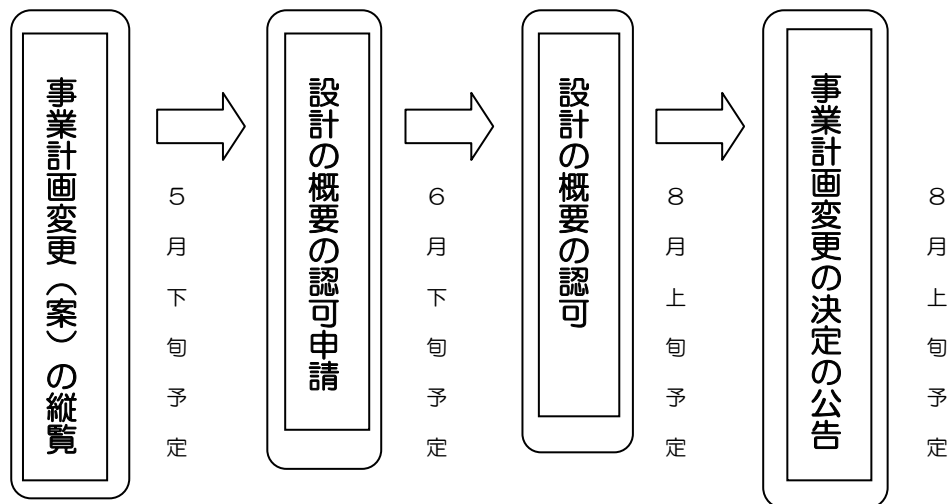 事業計画変更（案）の縦覧
5月下旬予定
設計の概要の認可申請
6月下旬予定
設計の概要の認可
8月上旬予定
事業計画変更の決定の公告
8月上旬予定